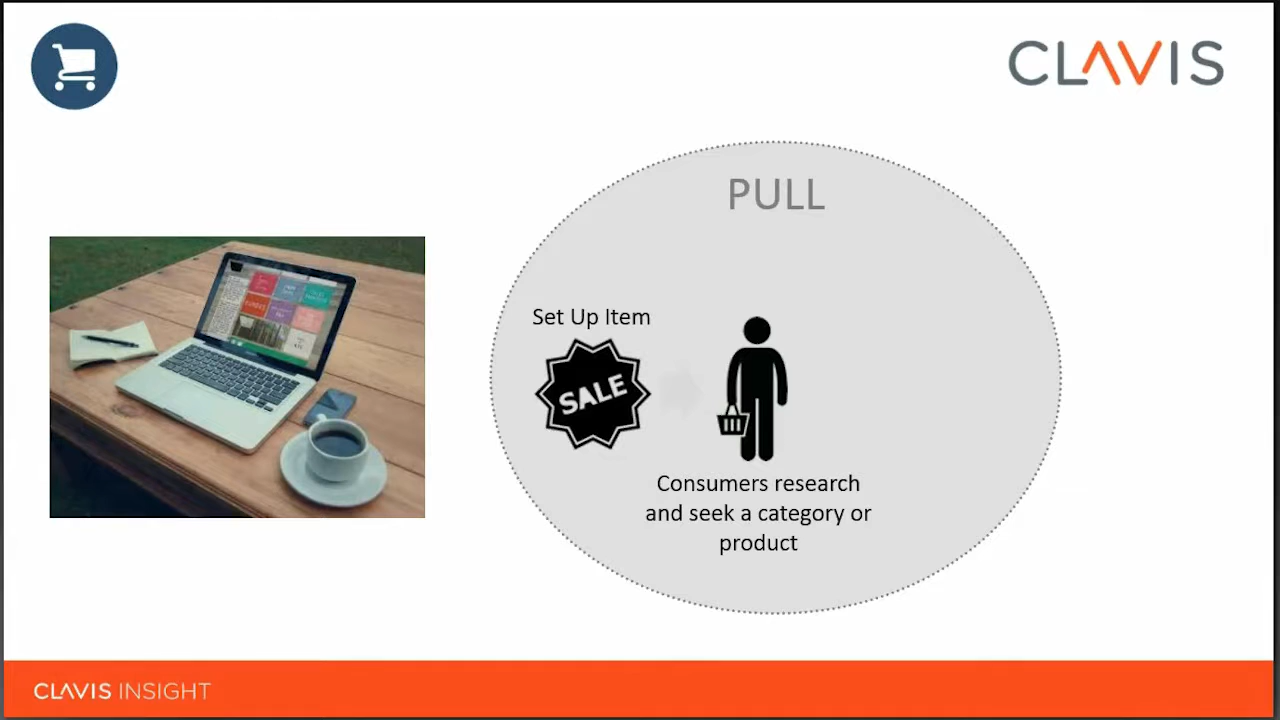 CLAVIS
PULL
Set Up Item
SALE
Consumers research
and seek a category or
product
CLAVIS INSIGHT